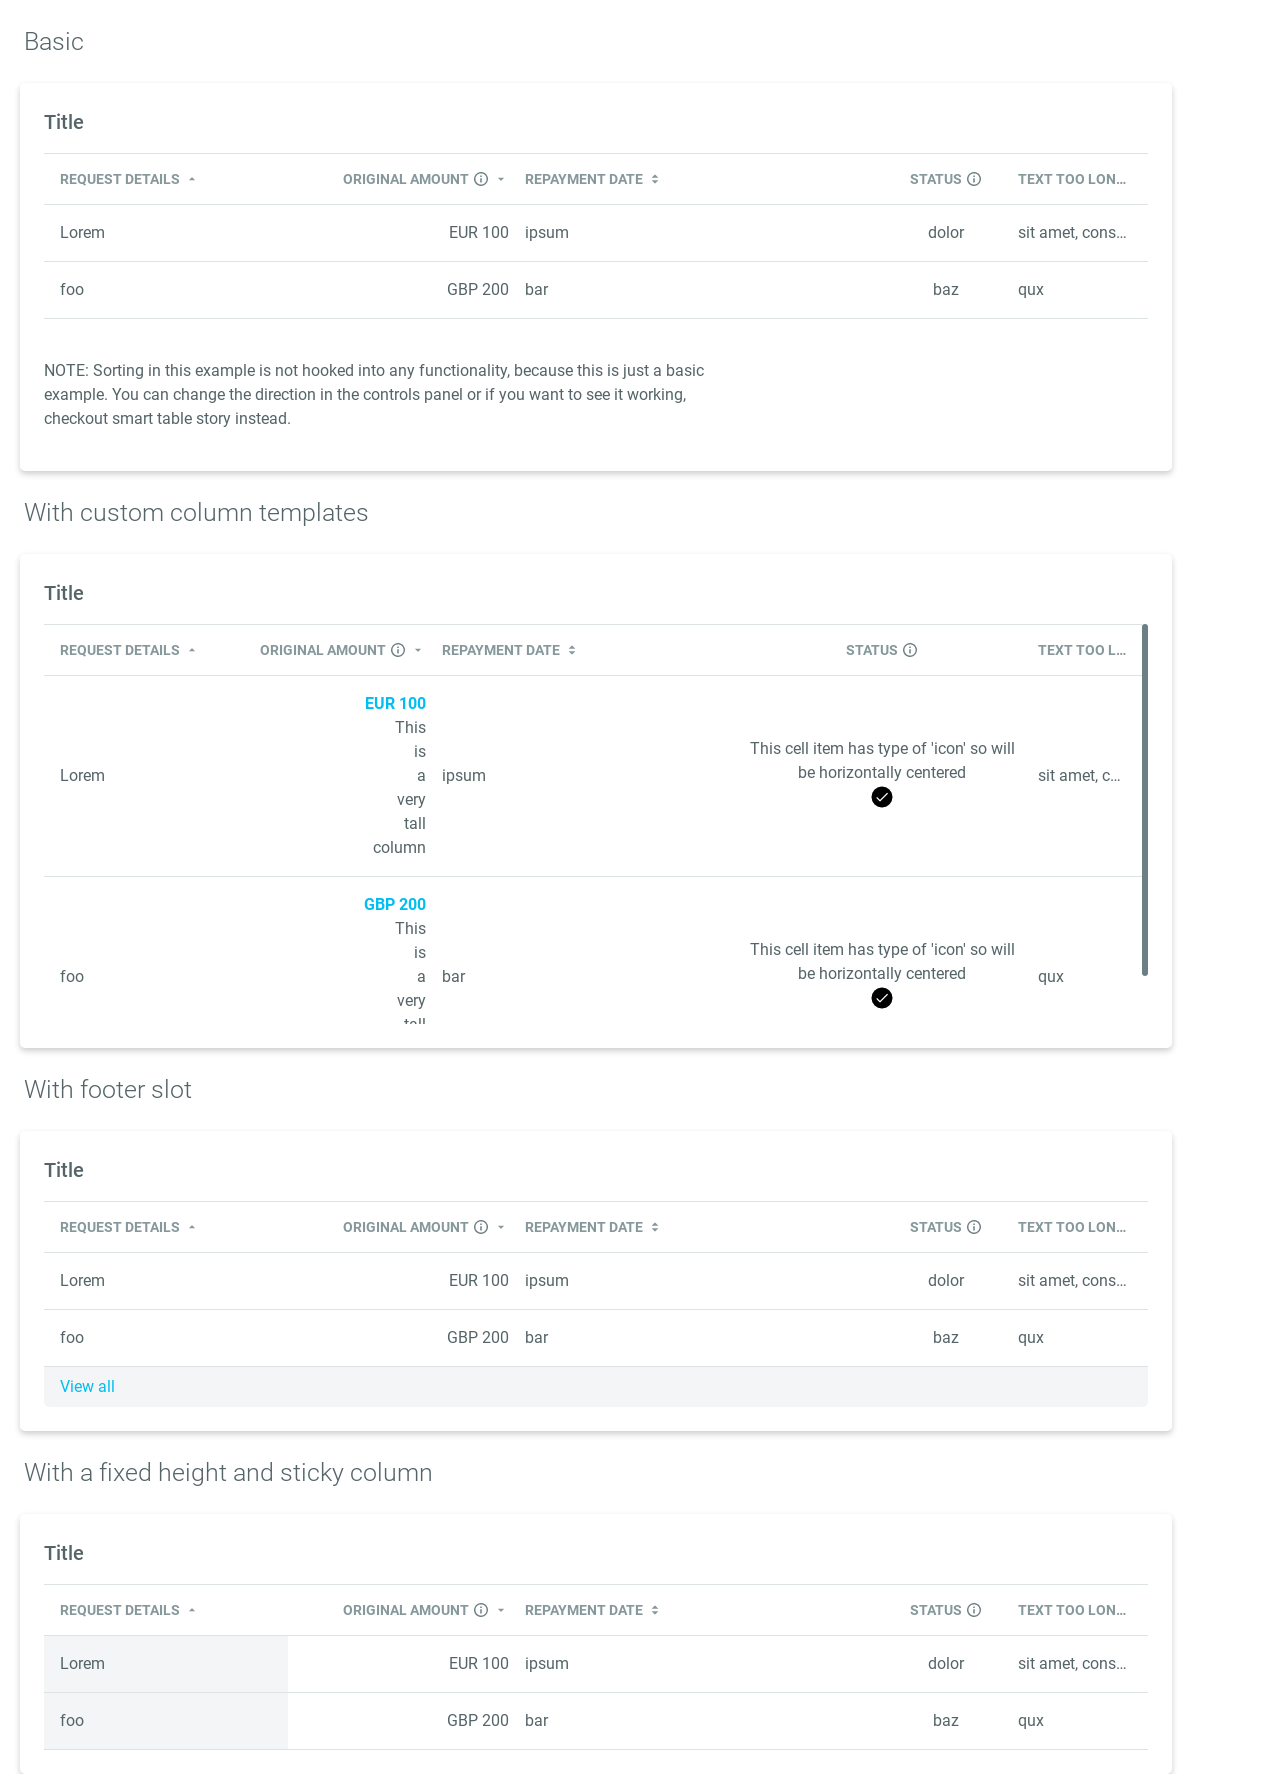 Basic
Title
REQUEST DETAILS ORIGINAL AMOUNT REPAYMENT DATE STATUS TEXT TOO LON...
Lorem EUR 100 ipsum dolor sit amet, cons...
foo GBP 200 bar baz qux
NOTE: Sorting in this example is not hooked into any functionality, because this is just a basic
example. You can change the direction in the controls panel or if you want to see it working,
checkout smart table story instead.
With custom column templates
Title
REQUEST DETAILS ORIGINAL AMOUNT REPAYMENT DATE STATUS TEXT TOO L...
EUR 100
This
is
Lorem a ipsum This cell item has type of 'icon' so will sit amet, c...
be horizontally centered
very
tall
column
GBP 200
This
is
foo a bar This cell item has type of 'icon' so will qux
be horizontally centered
very
tall
With footer slot
Title
REQUEST DETAILS ORIGINAL AMOUNT REPAYMENT DATE STATUS TEXT TOO LON...
Lorem EUR 100 ipsum dolor sit amet, cons...
foo GBP 200 bar baz qux
View all
With a fixed height and sticky column
Title
REQUEST DETAILS ORIGINAL AMOUNT REPAYMENT DATE STATUS TEXT TOO LON...
Lorem EUR 100 ipsum dolor sit amet, cons...
foo GBP 200 bar baz qux